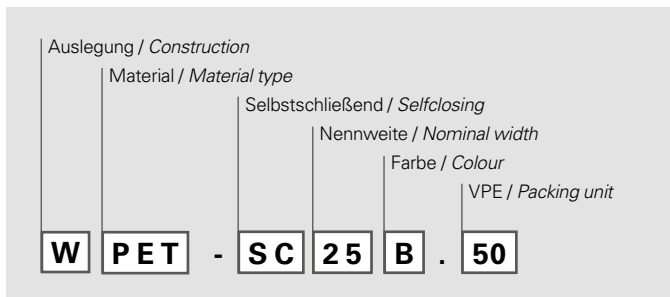 Auslegung / Construction
Material / Material type
Selbstschließend / Selfclosing
Nennweite / Nominal width
Farbe / Colour
VPE / Packing unit
W PET - SC 25 B . 50